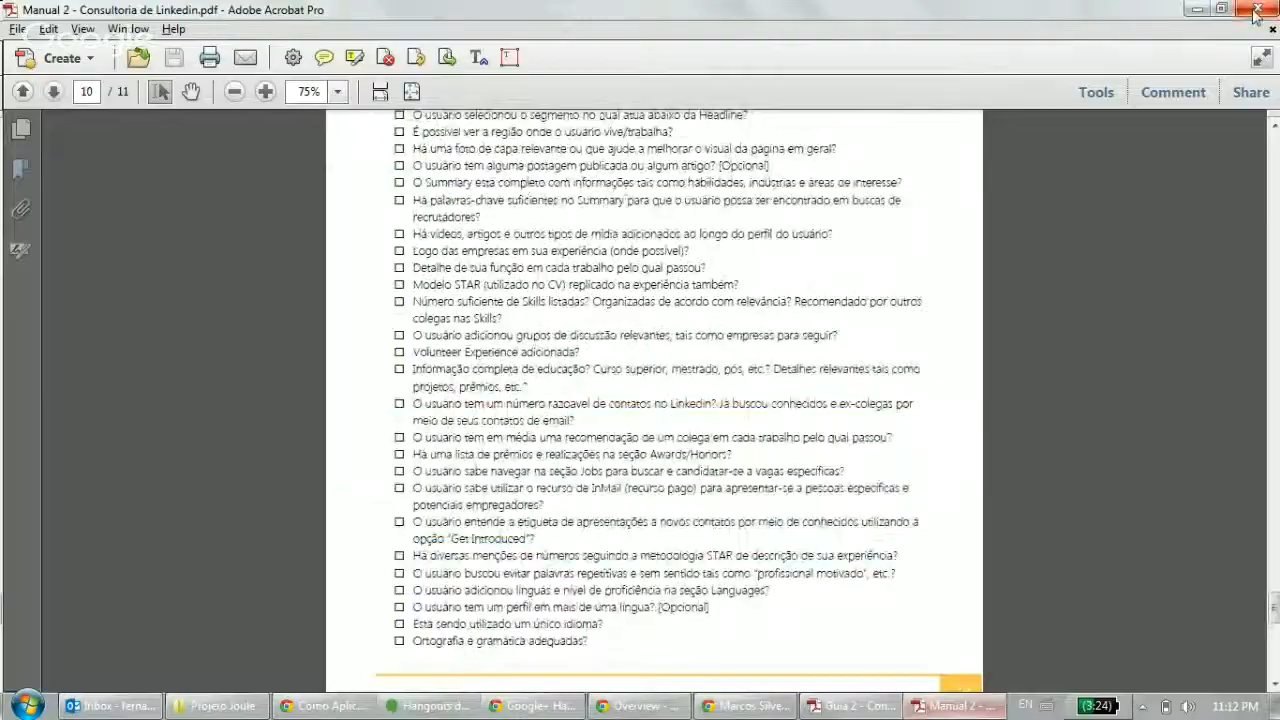 Manual 2 - Consultoria de Linkedin.pdf - Adobe Acrobat Pro
File Edit View Window Help
Google+
Create
10 / 11 75% Tools Comment Share
O usuário selecionou o segmento no qual atua abaixo da Headline?
É possível ver a região onde o usuário vive/trabalha?
Há uma foto de capa relevante ou que ajude a melhorar o visual da página em geral?
O usuário tem alguma postagem publicada ou algum artigo? [Opcional]
O Summary está completo com informações tais como habilidades, indústrias e áreas de interesse?
Há palavras-chave suficientes no Summary para que o usuário possa ser encontrado em buscas de
recrutadores?
Há vídeos, artigos e outros tipos de mídia adicionados ao longo do perfil do usuário?
Logo das empresas em sua experiência (onde possível)?
Detalhe de sua função em cada trabalho pelo qual passou?
Modelo STAR (utilizado no CV) replicado na experiência também?
Número suficiente de Skills listadas? Organizadas de acordo com relevância? Recomendado por outros
colegas nas Skills?
O usuário adicionou grupos de discussão relevantes, tais como empresas para seguir?
Volunteer Experience adicionada?
Informação completa de educação? Curso superior, mestrado, pós, etc.? Detalhes relevantes tais como
projetos, prêmios, etc."
O usuário tem um número razoável de contatos no Linkedin? Já buscou conhecidos e ex-colegas por
meio de seus contatos de email?
O usuário tem em média uma recomendação de um colega em cada trabalho pelo qual passou?
Há uma lista de prêmios e realizações na seção Awards/Honors?
O usuário sabe navegar na seção Jobs para buscar e candidatar-se a vagas específicas?
O usuário sabe utilizar o recurso de InMail (recurso pago) para apresentar-se a pessoas específicas e
potenciais empregadores?
O usuário entende a etiqueta de apresentações a novos contatos por meio de conhecidos utilizando a
opção "Get Introduced"?
Há diversas menções de números seguindo a metodologia STAR de descrição de sua experiência?
O usuário buscou evitar palavras repetitivas e sem sentido tais como "profissional motivado", etc.?
O usuário adicionou línguas e nível de proficiência na seção Languages?
O usuário tem um perfil em mais de uma língua? [Opcional]
Está sendo utilizado um único idioma?
Ortografia e gramática adequadas?
Inbox - ferna... Projeto Joule Como Aplic... Hangouts d... Google+ Ha... Overview - ... Marcos Silve... Guia 2 - Con... Manual 2 - ... EN (3:24) 11:12 PM